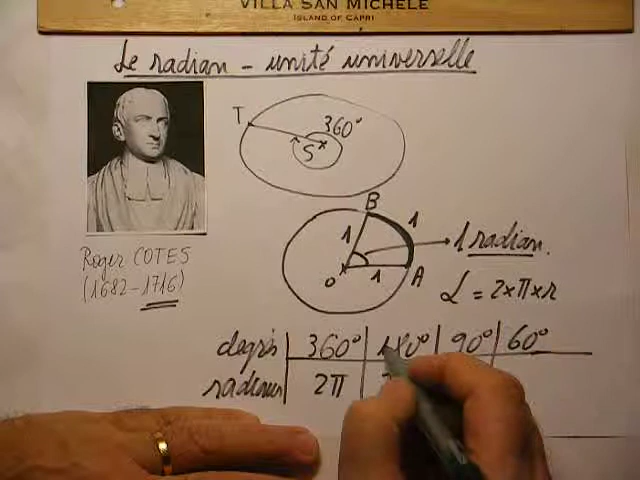 VILLA SAN MICHELE
ISLAND OF CAPRI
Le radian - unité universelle
T
360°
S
B
1
1
1 radian.
O
1
A
Roger COTES
(1682-1716)
L = 2×π×r
degrés 360° 180° 90° 60°
radians 2π